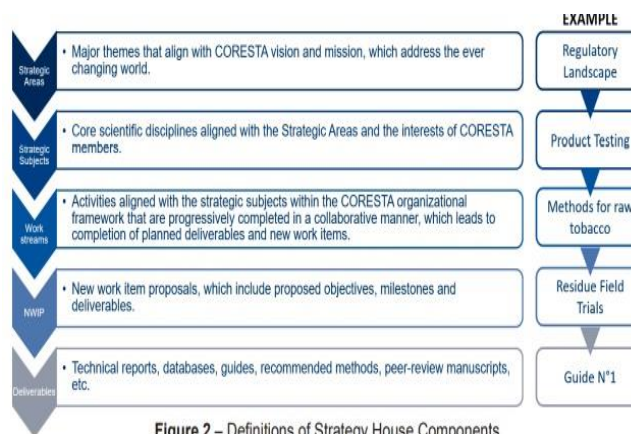 EXAMPLE
Strategic
Areas
• Major themes that align with CORESTA vision and mission, which address the ever
changing world.
Regulatory
Landscape
Strategic
Subjects
• Core scientific disciplines aligned with the Strategic Areas and the interests of CORESTA
members.
Product Testing
Work
streams
• Activities aligned with the strategic subjects within the CORESTA organizational
framework that are progressively completed in a collaborative manner, which leads to
completion of planned deliverables and new work items.
Methods for raw
tobacco
NWIP
• New work item proposals, which include proposed objectives, milestones and
deliverables.
Residue Field
Trials
Deliverables
• Technical reports, databases, guides, recommended methods, peer-review manuscripts,
etc.
Guide N°1
Figure 2 – Definitions of Strategy House Components